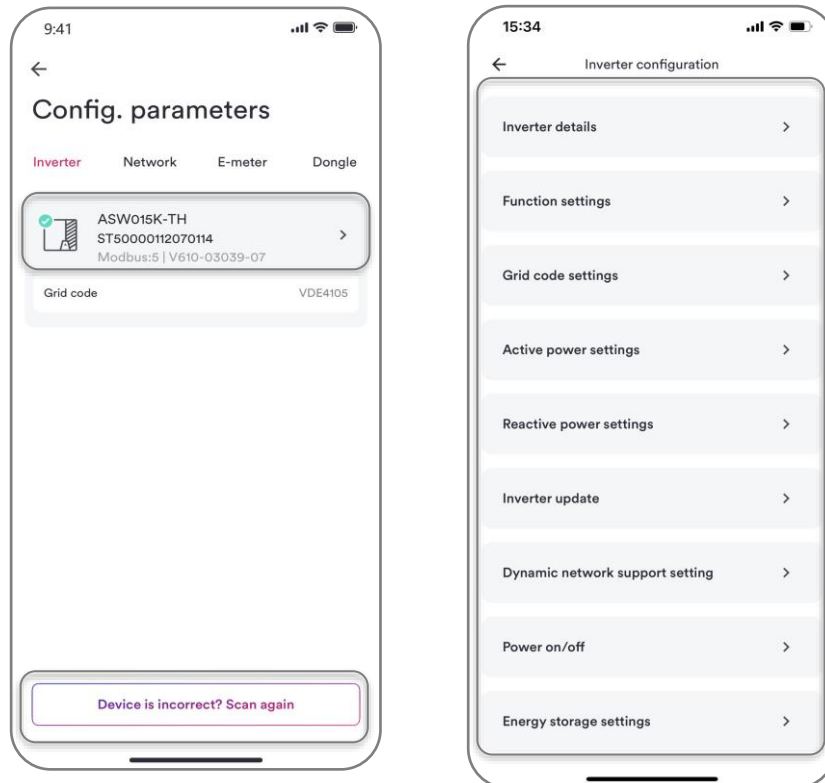 9:41
Config. parameters
Inverter Network E-meter Dongle
ASW015K-TH
ST50000112070114
Modbus:5 | V610-03039-07
Grid code VDE4105
Device is incorrect? Scan again
15:34
Inverter configuration
Inverter details
Function settings
Grid code settings
Active power settings
Reactive power settings
Inverter update
Dynamic network support setting
Power on/off
Energy storage settings